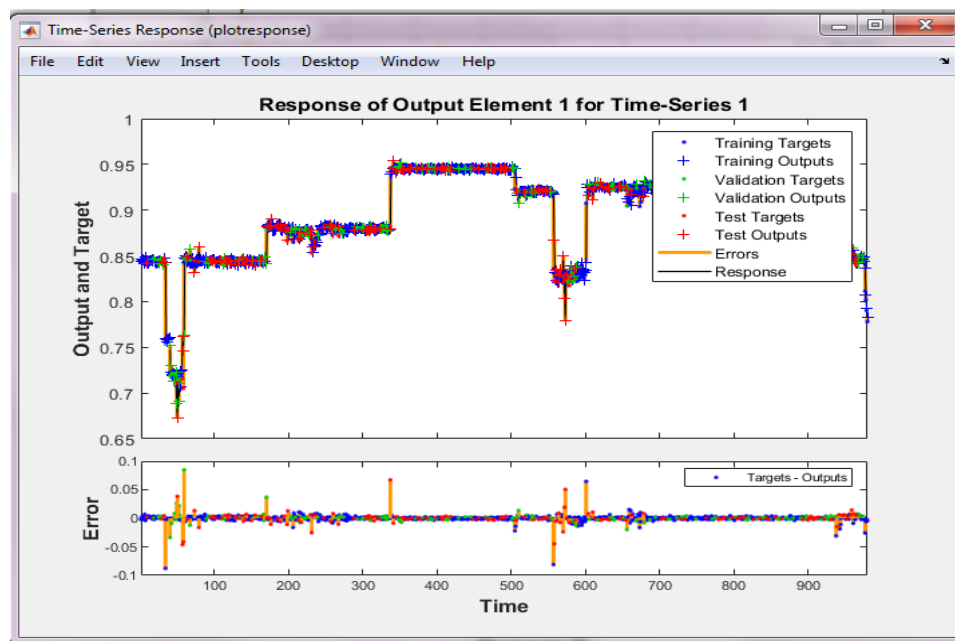 Time-Series Response (plotresponse)
File Edit View Insert Tools Desktop Window Help
Response of Output Element 1 for Time-Series 1
Output and Target
1
0.95
0.9
0.85
0.8
0.75
0.7
0.65
Training Targets
Training Outputs
Validation Targets
Validation Outputs
Test Targets
Test Outputs
Errors
Response
Error
0.1
0.05
0
-0.05
-0.1
Targets - Outputs
100 200 300 400 500 600 700 800 900
Time